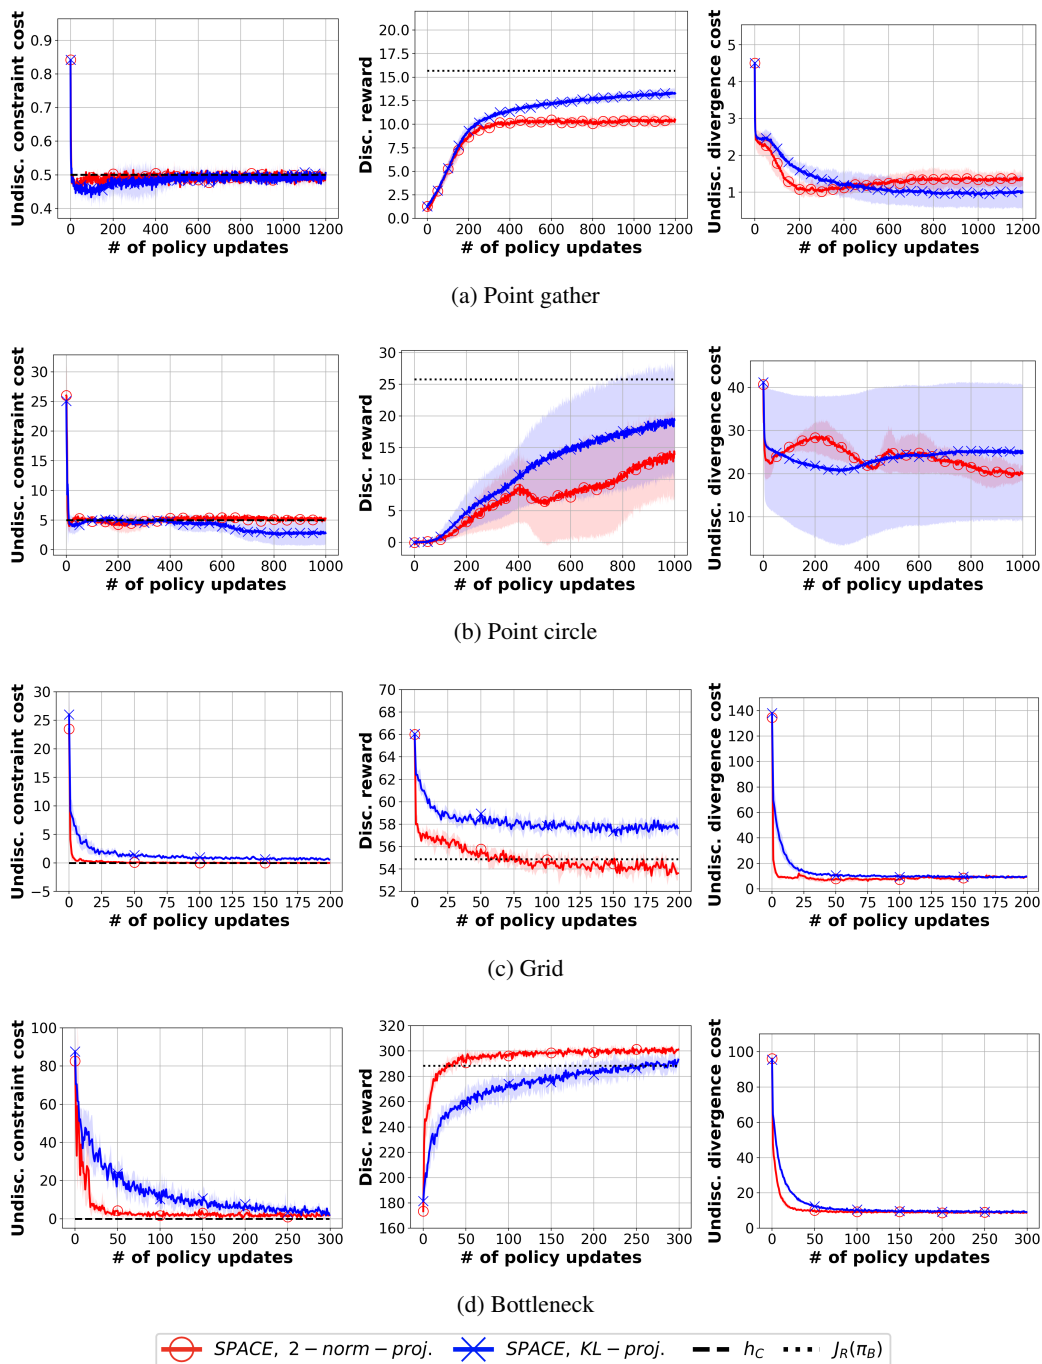 Undisc. constraint cost
0.9
0.8
0.7
0.6
0.5
0.4
0 200 400 600 800 1000 1200
# of policy updates
Disc. reward
20.0
17.5
15.0
12.5
10.0
7.5
5.0
2.5
0.0
0 200 400 600 800 1000 1200
# of policy updates
Undisc. divergence cost
5
4
3
2
1
0 200 400 600 800 1000 1200
# of policy updates
(a) Point gather
Undisc. constraint cost
30
25
20
15
10
5
0
0 200 400 600 800 1000
# of policy updates
Disc. reward
30
25
20
15
10
5
0
0 200 400 600 800 1000
# of policy updates
Undisc. divergence cost
40
30
20
10
0 200 400 600 800 1000
# of policy updates
(b) Point circle
Undisc. constraint cost
30
25
20
15
10
5
0
−5
0 25 50 75 100 125 150 175 200
# of policy updates
Disc. reward
70
68
66
64
62
60
58
56
54
52
0 25 50 75 100 125 150 175 200
# of policy updates
Undisc. divergence cost
140
120
100
80
60
40
20
0
0 25 50 75 100 125 150 175 200
# of policy updates
(c) Grid
Undisc. constraint cost
100
80
60
40
20
0
0 50 100 150 200 250 300
# of policy updates
Disc. reward
320
300
280
260
240
220
200
180
160
0 50 100 150 200 250 300
# of policy updates
Undisc. divergence cost
100
80
60
40
20
0
0 50 100 150 200 250 300
# of policy updates
(d) Bottleneck
SPACE, 2 − norm − proj. SPACE, KL − proj. h_C J_R(π_B)